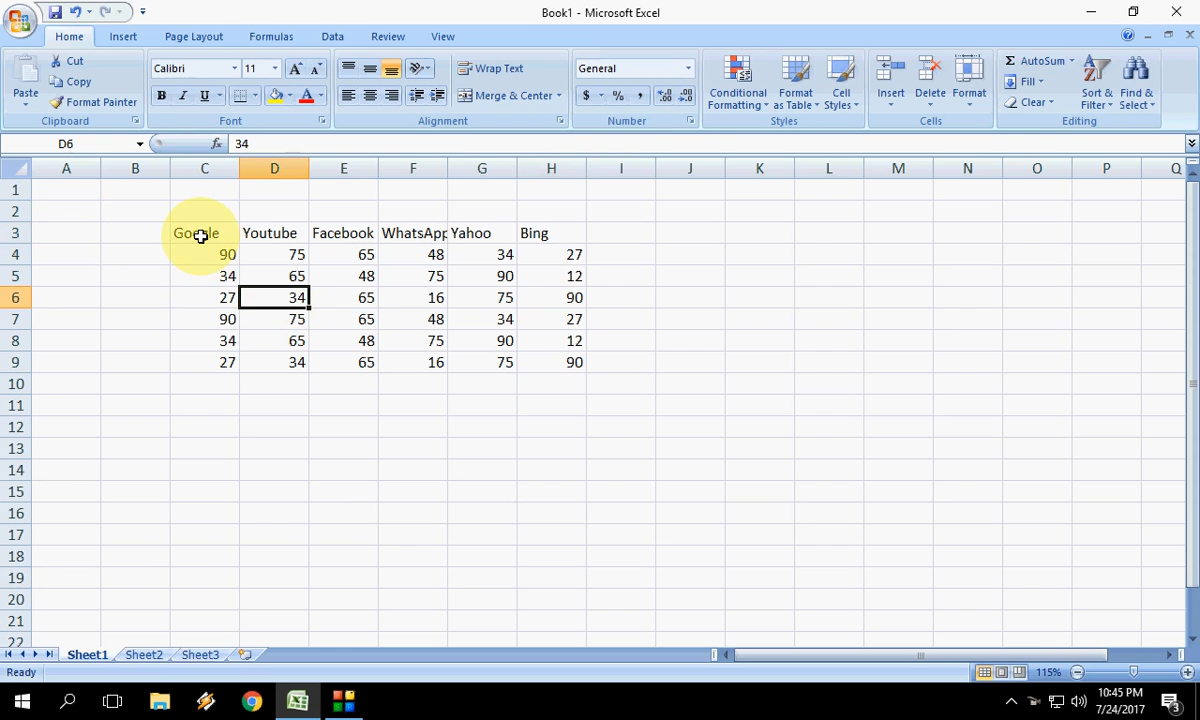 Book1 - Microsoft Excel
Home Insert Page Layout Formulas Data Review View
Paste Cut Copy Format Painter
Calibri 11
B I U A A A
Wrap Text
Merge & Center
General
$ % ,
Conditional Formatting
Format as Table
Cell Styles
Insert Delete Format
Σ AutoSum
Fill
Clear
Sort & Filter
Find & Select
Clipboard Font Alignment Number Styles Cells Editing
D6 fx 34
A B C D E F G H I J K L M N O P Q
1
2
3 Google Youtube Facebook WhatsApp Yahoo Bing
4 90 75 65 48 34 27
5 34 65 48 75 90 12
6 27 34 65 16 75 90
7 90 75 65 48 34 27
8 34 65 48 75 90 12
9 27 34 65 16 75 90
10
11
12
13
14
15
16
17
18
19
20
21
22
Sheet1 Sheet2 Sheet3
Ready 115%
10:45 PM
7/24/2017
3